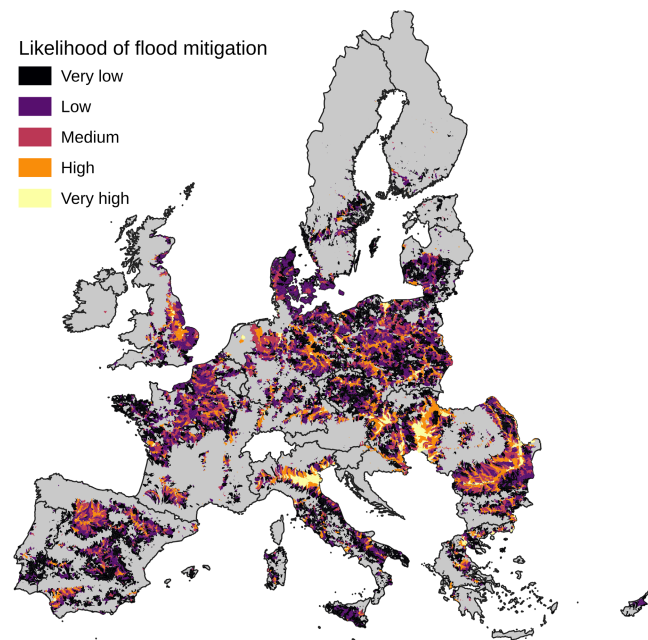 Likelihood of flood mitigation
Very low
Low
Medium
High
Very high